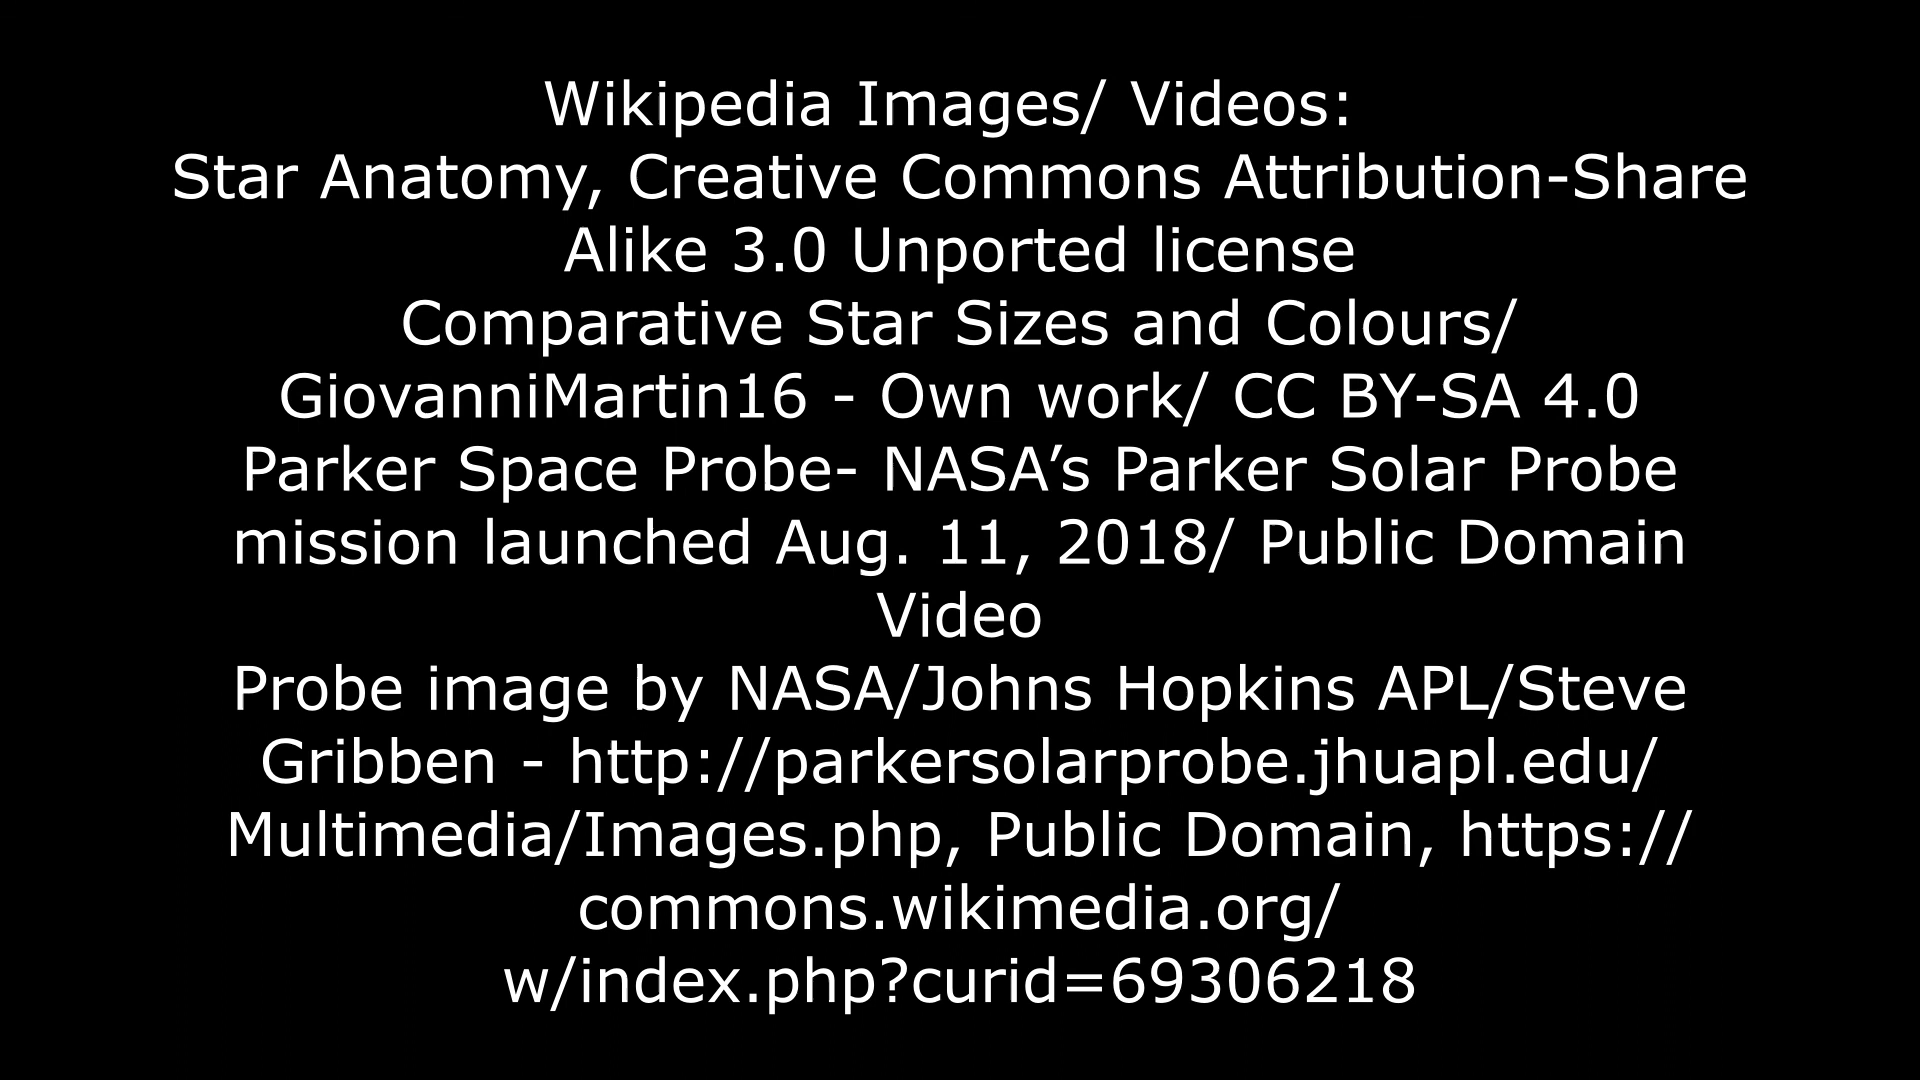 Wikipedia Images/ Videos:
Star Anatomy, Creative Commons Attribution-Share
Alike 3.0 Unported license
Comparative Star Sizes and Colours/
GiovanniMartin16 - Own work/ CC BY-SA 4.0
Parker Space Probe- NASA’s Parker Solar Probe
mission launched Aug. 11, 2018/ Public Domain
Video
Probe image by NASA/Johns Hopkins APL/Steve
Gribben - http://parkersolarprobe.jhuapl.edu/
Multimedia/Images.php, Public Domain, https://
commons.wikimedia.org/
w/index.php?curid=69306218